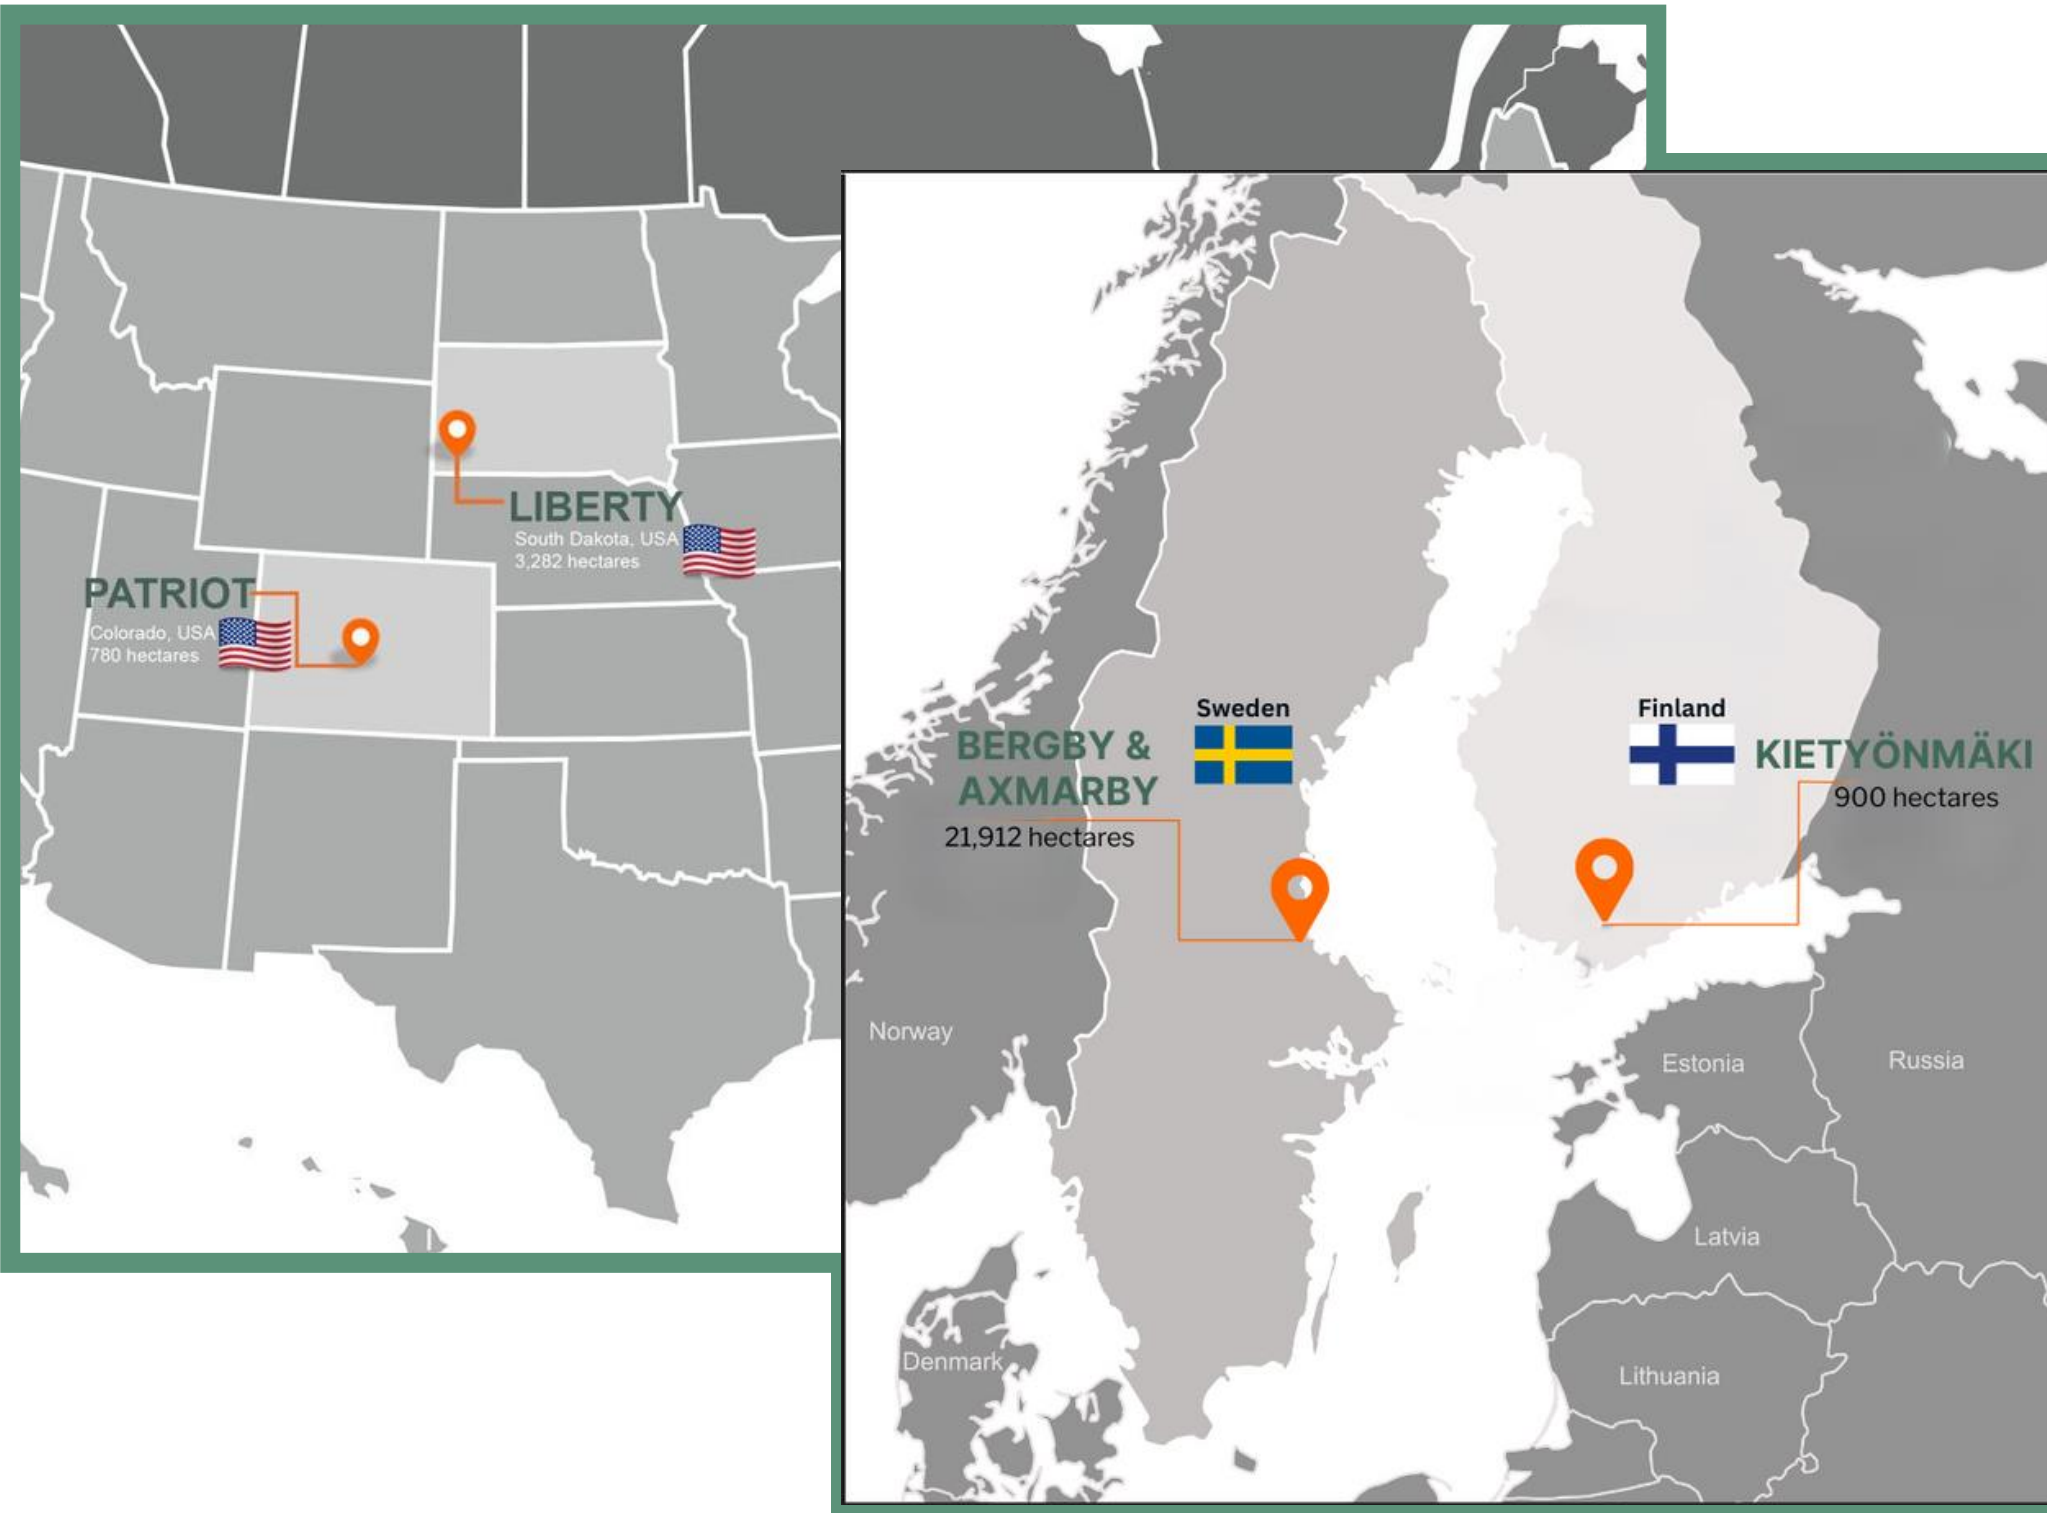 LIBERTY
South Dakota, USA
3,282 hectares
PATRIOT
Colorado, USA
780 hectares
Sweden
BERGBY &
AXMARBY
21,912 hectares
Finland
KIETYÖNMÄKI
900 hectares
Norway
Estonia
Russia
Latvia
Denmark
Lithuania